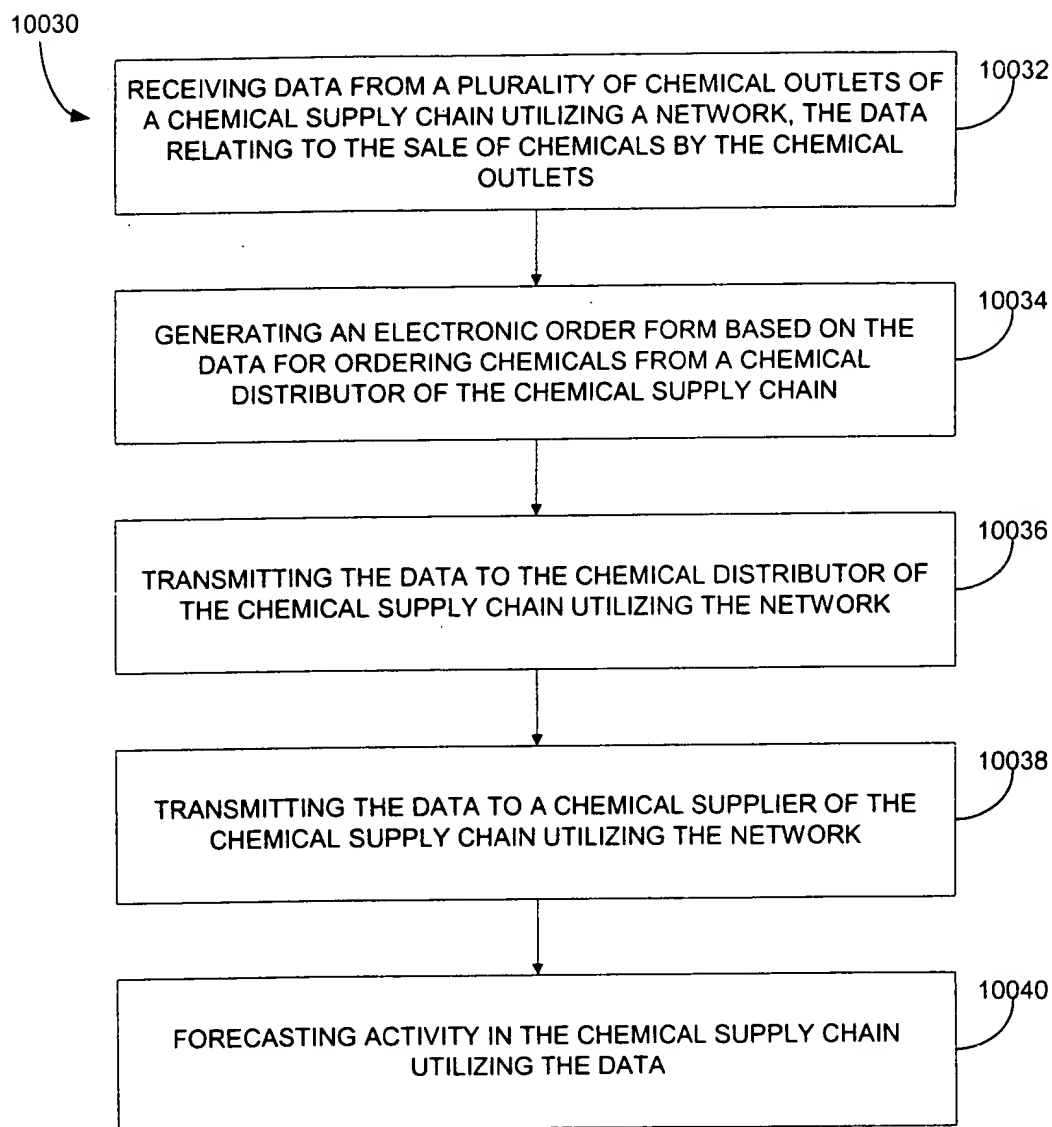 10030
RECEIVING DATA FROM A PLURALITY OF CHEMICAL OUTLETS OF
A CHEMICAL SUPPLY CHAIN UTILIZING A NETWORK, THE DATA
RELATING TO THE SALE OF CHEMICALS BY THE CHEMICAL
OUTLETS
10032
GENERATING AN ELECTRONIC ORDER FORM BASED ON THE
DATA FOR ORDERING CHEMICALS FROM A CHEMICAL
DISTRIBUTOR OF THE CHEMICAL SUPPLY CHAIN
10034
TRANSMITTING THE DATA TO THE CHEMICAL DISTRIBUTOR OF
THE CHEMICAL SUPPLY CHAIN UTILIZING THE NETWORK
10036
TRANSMITTING THE DATA TO A CHEMICAL SUPPLIER OF THE
CHEMICAL SUPPLY CHAIN UTILIZING THE NETWORK
10038
FORECASTING ACTIVITY IN THE CHEMICAL SUPPLY CHAIN
UTILIZING THE DATA
10040